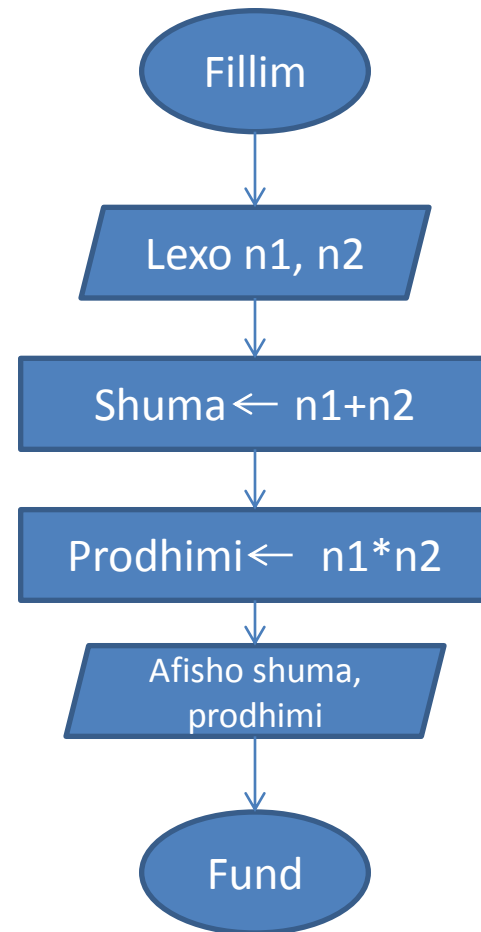 Fillim
Lexo n1, n2
Shuma ← n1+n2
Prodhimi ← n1*n2
Afisho shuma,
prodhimi
Fund